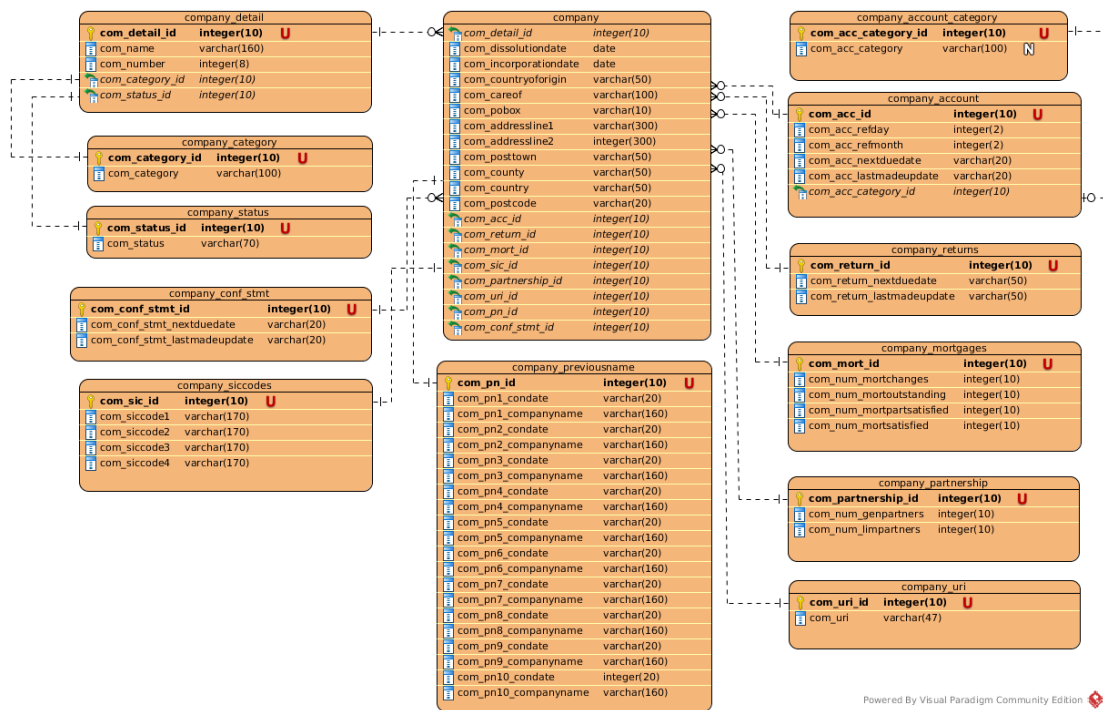 company_detail
com_detail_id integer(10) U
com_name varchar(160)
com_number integer(8)
com_category_id integer(10)
com_status_id integer(10)
company_category
com_category_id integer(10) U
com_category varchar(100)
company_status
com_status_id integer(10) U
com_status varchar(70)
company_conf_stmt
com_conf_stmt_id integer(10) U
com_conf_stmt_nextduedate varchar(20)
com_conf_stmt_lastmadeupdate varchar(20)
company_siccodes
com_sic_id integer(10) U
com_siccode1 varchar(170)
com_siccode2 varchar(170)
com_siccode3 varchar(170)
com_siccode4 varchar(170)
company
com_detail_id integer(10)
com_dissolutiondate date
com_incorporationdate date
com_countryoforigin varchar(50)
com_careof varchar(100)
com_pobox varchar(10)
com_addressline1 varchar(300)
com_addressline2 integer(300)
com_posttown varchar(50)
com_county varchar(50)
com_country varchar(50)
com_postcode varchar(20)
com_acc_id integer(10)
com_return_id integer(10)
com_mort_id integer(10)
com_sic_id integer(10)
com_partnership_id integer(10)
com_uri_id integer(10)
com_pn_id integer(10)
com_conf_stmt_id integer(10)
company_previousname
com_pn_id integer(10) U
com_pn1_condate varchar(20)
com_pn1_companyname varchar(160)
com_pn2_condate varchar(20)
com_pn2_companyname varchar(160)
com_pn3_condate varchar(20)
com_pn3_companyname varchar(160)
com_pn4_condate varchar(20)
com_pn4_companyname varchar(160)
com_pn5_condate varchar(20)
com_pn5_companyname varchar(160)
com_pn6_condate varchar(20)
com_pn6_companyname varchar(160)
com_pn7_condate varchar(20)
com_pn7_companyname varchar(160)
com_pn8_condate varchar(20)
com_pn8_companyname varchar(160)
com_pn9_condate varchar(20)
com_pn9_companyname varchar(160)
com_pn10_condate integer(20)
com_pn10_companyname varchar(160)
company_account_category
com_acc_category_id integer(10) U
com_acc_category varchar(100) N
company_account
com_acc_id integer(10) U
com_acc_refday integer(2)
com_acc_refmonth integer(2)
com_acc_nextduedate varchar(20)
com_acc_lastmadeupdate varchar(20)
com_acc_category_id integer(10)
company_returns
com_return_id integer(10) U
com_return_nextduedate varchar(50)
com_return_lastmadeupdate varchar(50)
company_mortgages
com_mort_id integer(10) U
com_num_mortchanges integer(10)
com_num_mortoutstanding integer(10)
com_num_mortpartsatisfied integer(10)
com_num_mortsatisfied integer(10)
company_partnership
com_partnership_id integer(10) U
com_num_genpartners integer(10)
com_num_limpartners integer(10)
company_uri
com_uri_id integer(10) U
com_uri varchar(47)
Powered By Visual Paradigm Community Edition